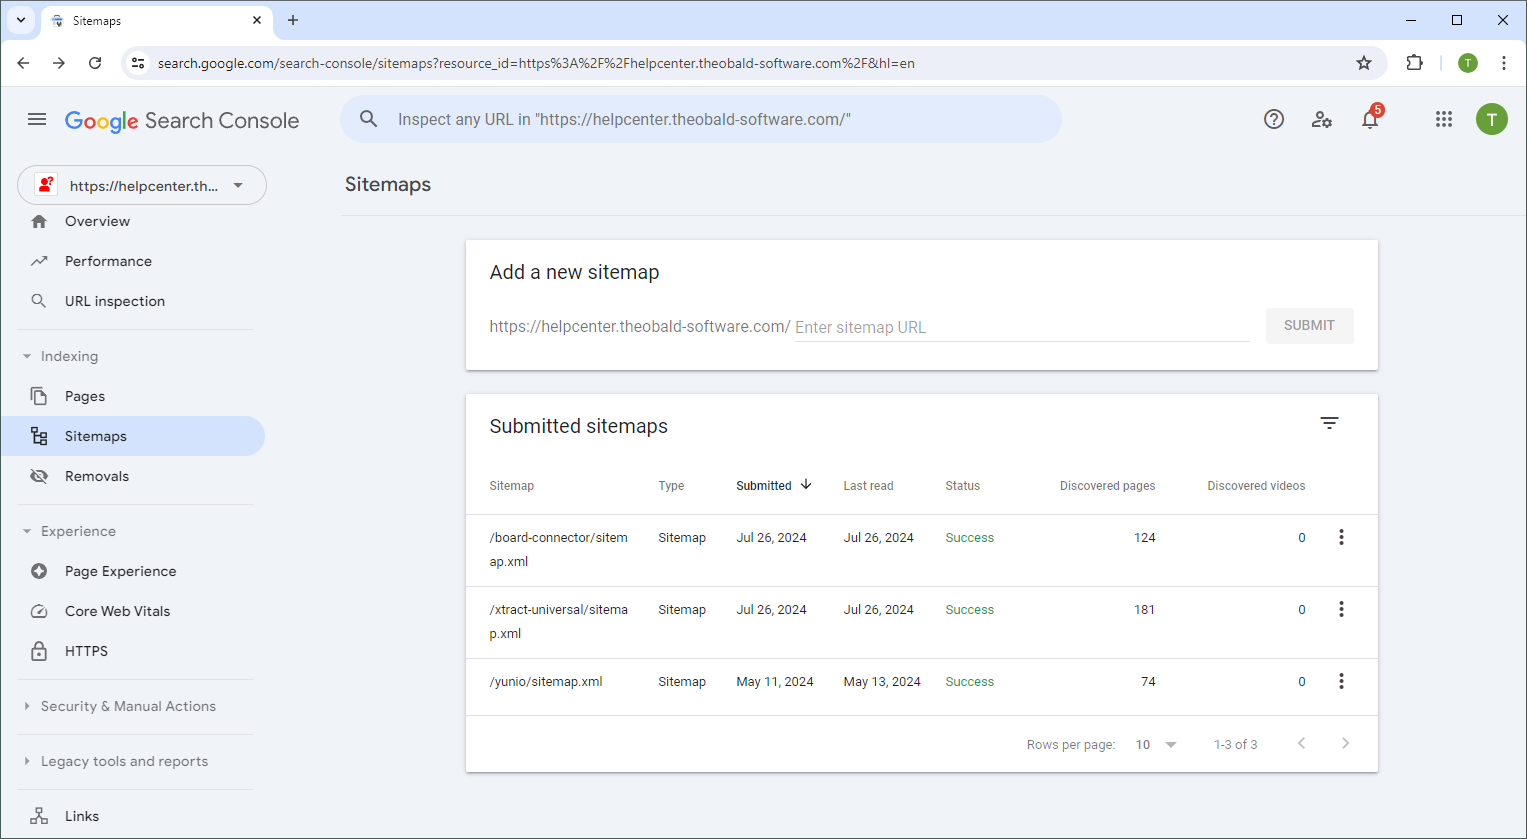 Sitemaps
search.google.com/search-console/sitemaps?resource_id=https%3A%2F%2Fhelpcenter.theobald-software.com%2F&hl=en
T
Google Search Console
Inspect any URL in "https://helpcenter.theobald-software.com/"
5
T
https://helpcenter.th...
Sitemaps
Overview
Performance
URL inspection
Indexing
Pages
Sitemaps
Removals
Experience
Page Experience
Core Web Vitals
HTTPS
Security & Manual Actions
Legacy tools and reports
Links
Add a new sitemap
https://helpcenter.theobald-software.com/ Enter sitemap URL
SUBMIT
Submitted sitemaps
Sitemap Type Submitted Last read Status Discovered pages Discovered videos
/board-connector/sitem Sitemap Jul 26, 2024 Jul 26, 2024 Success 124 0
ap.xml
/xtract-universal/sitema Sitemap Jul 26, 2024 Jul 26, 2024 Success 181 0
p.xml
/yunio/sitemap.xml Sitemap May 11, 2024 May 13, 2024 Success 74 0
Rows per page: 10 1-3 of 3